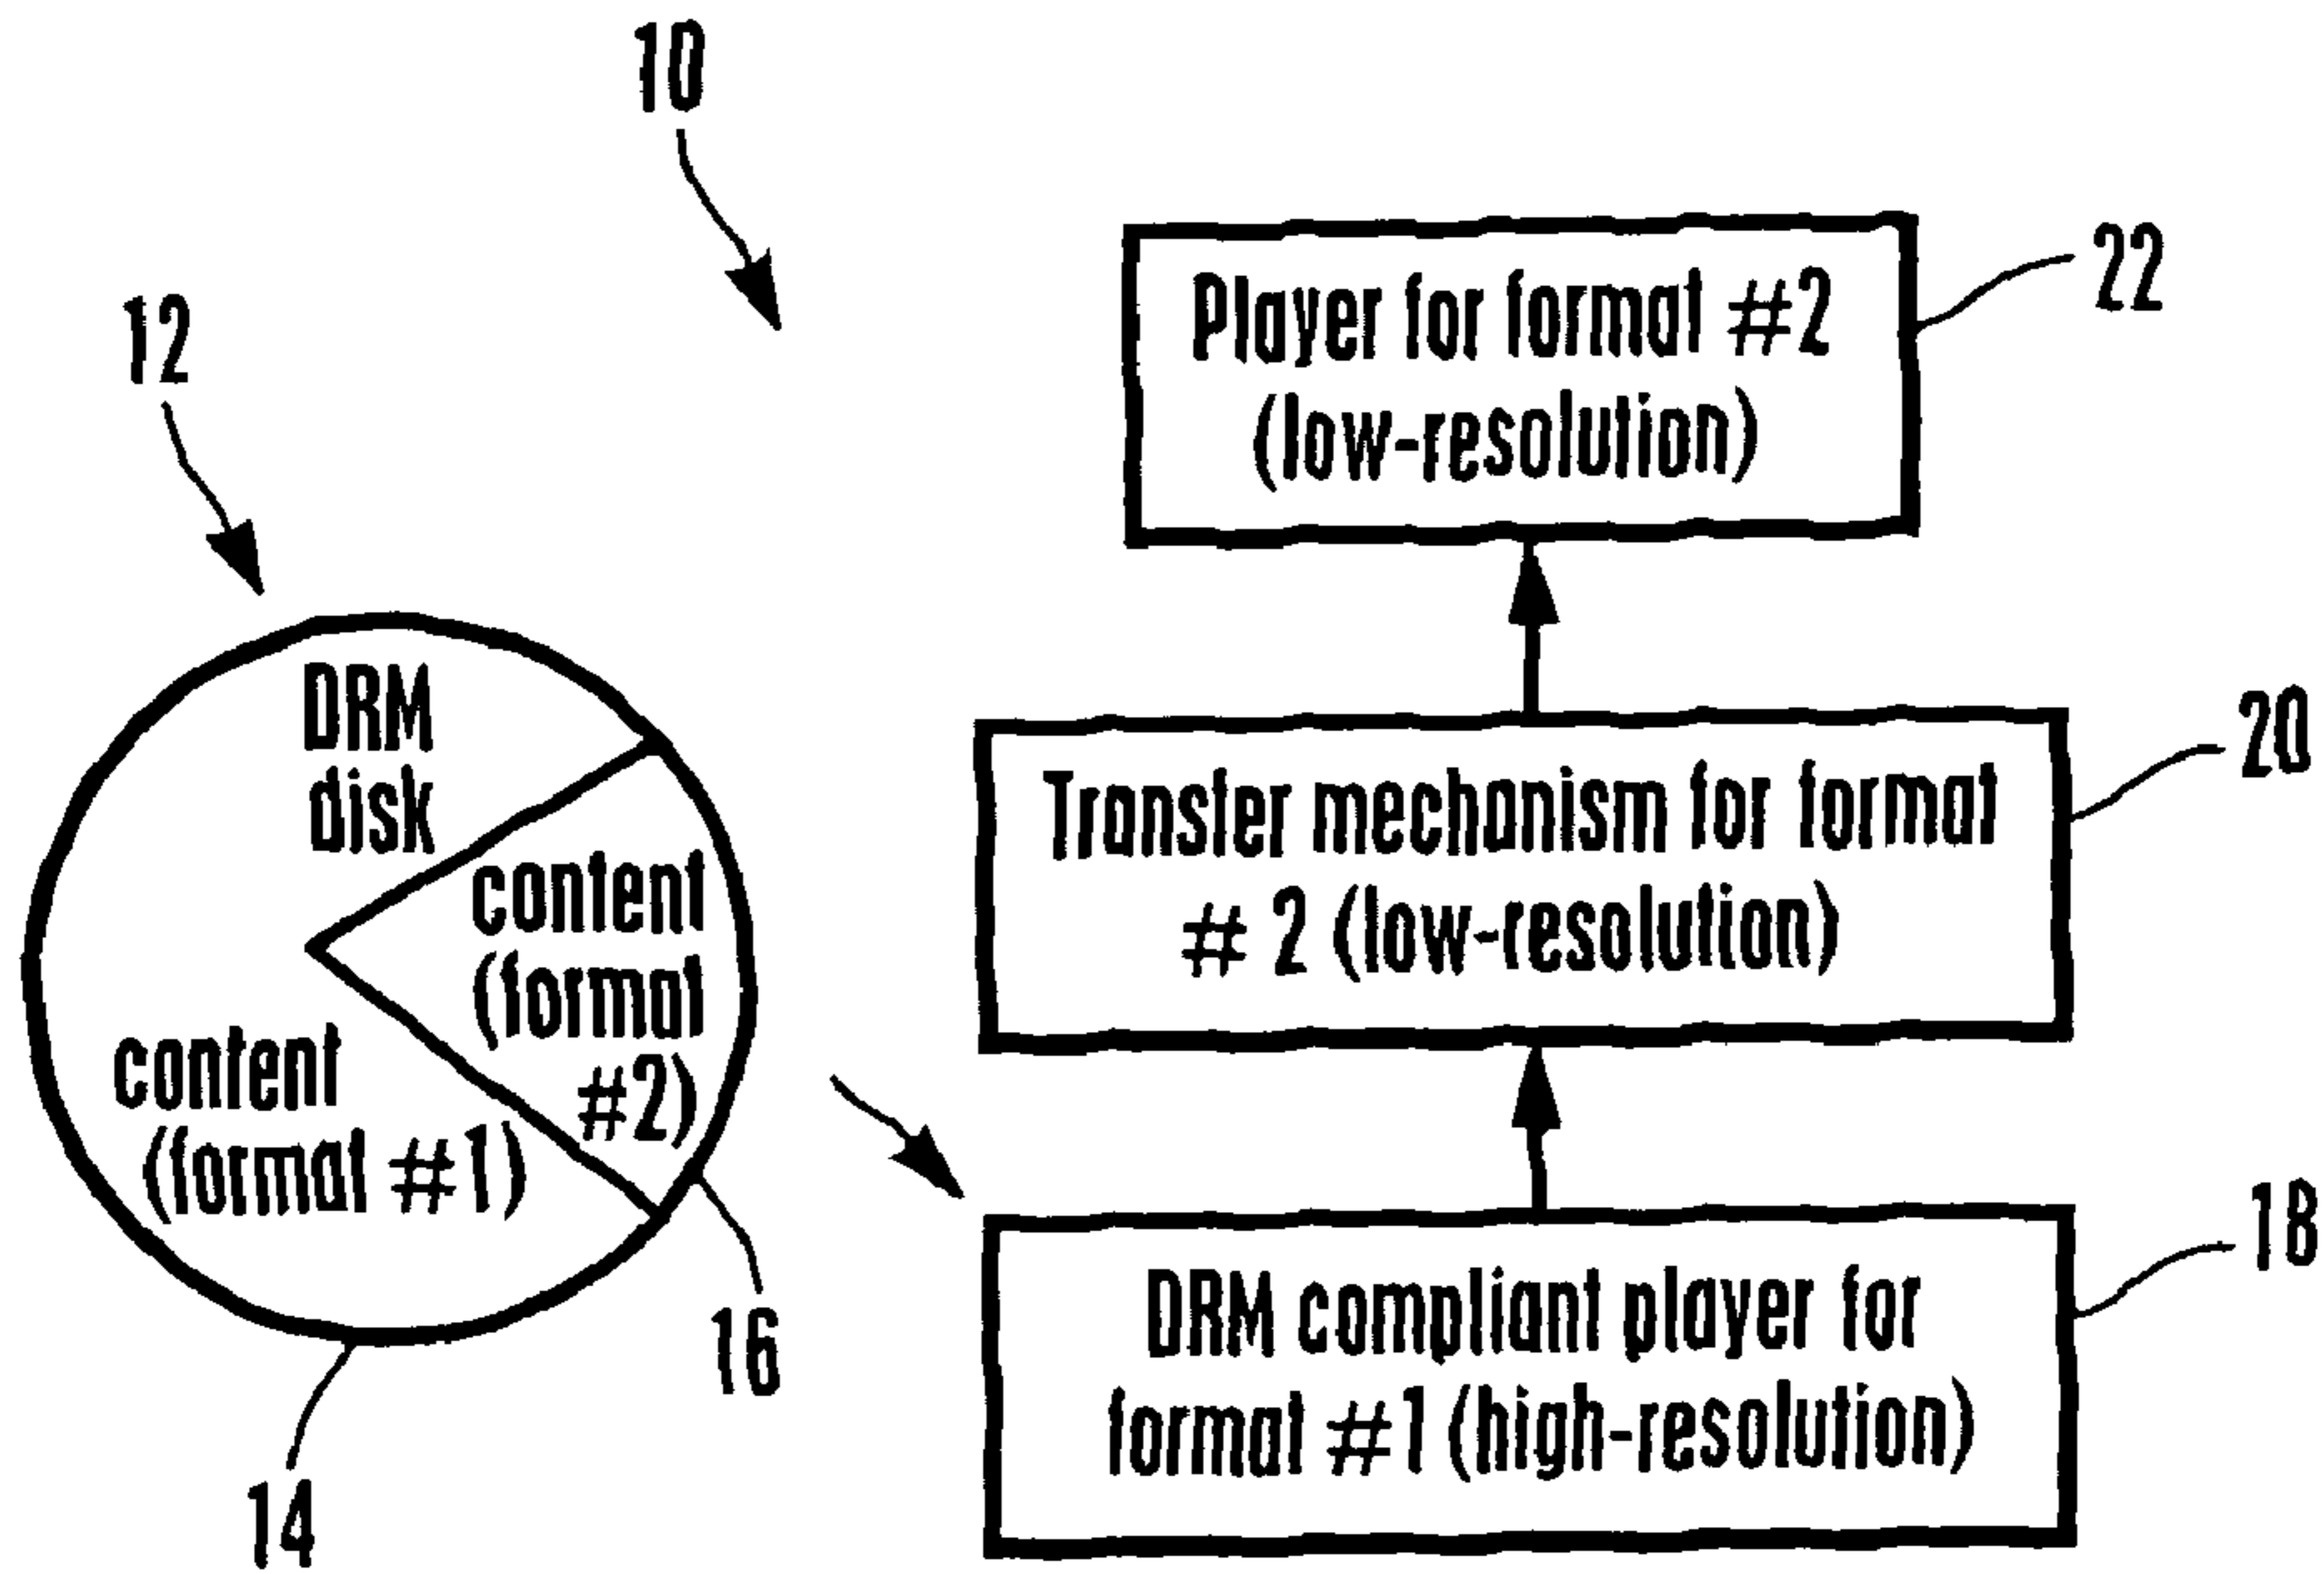 10
12
DRM
disk
content
(format
#2)
content
(format #1)
16
14
Player for format #2
(low-resolution)
22
Transfer mechanism for format
# 2 (low-resolution)
20
DRM compliant player for
format #1 (high-resolution)
18